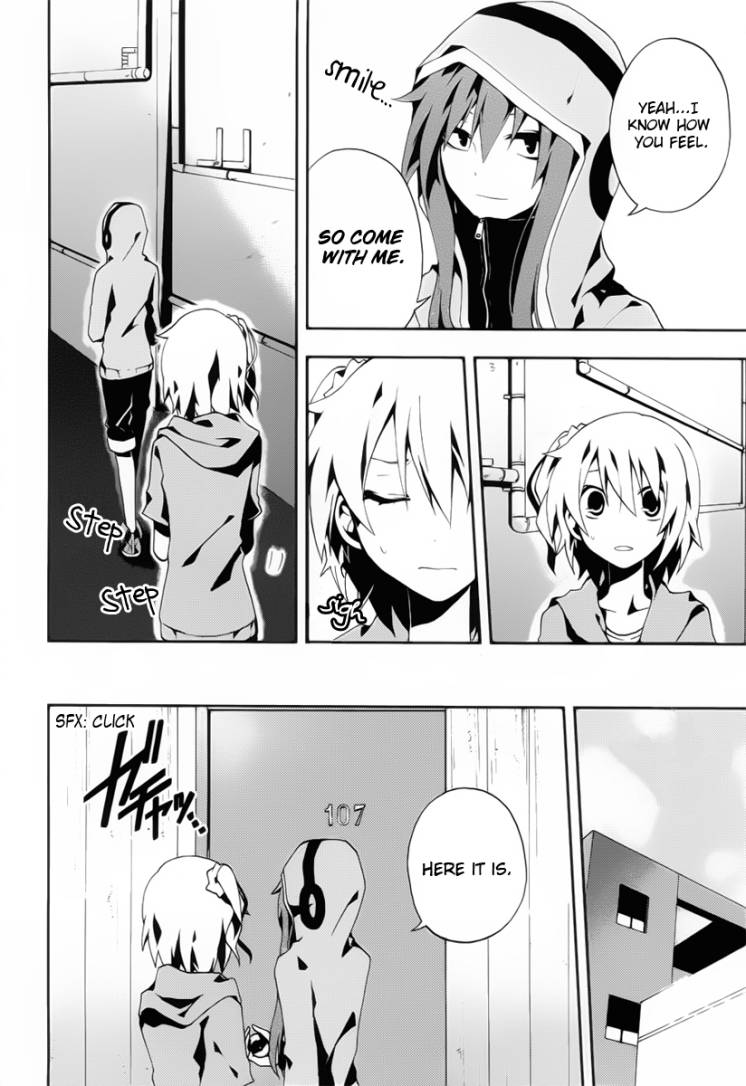 YEAH...I
KNOW HOW
YOU FEEL.
smile...
SO COME
WITH ME.
3
sigh
Step
Step
HERE IT IS.
107
SFX: CLICK
ガチャッ…